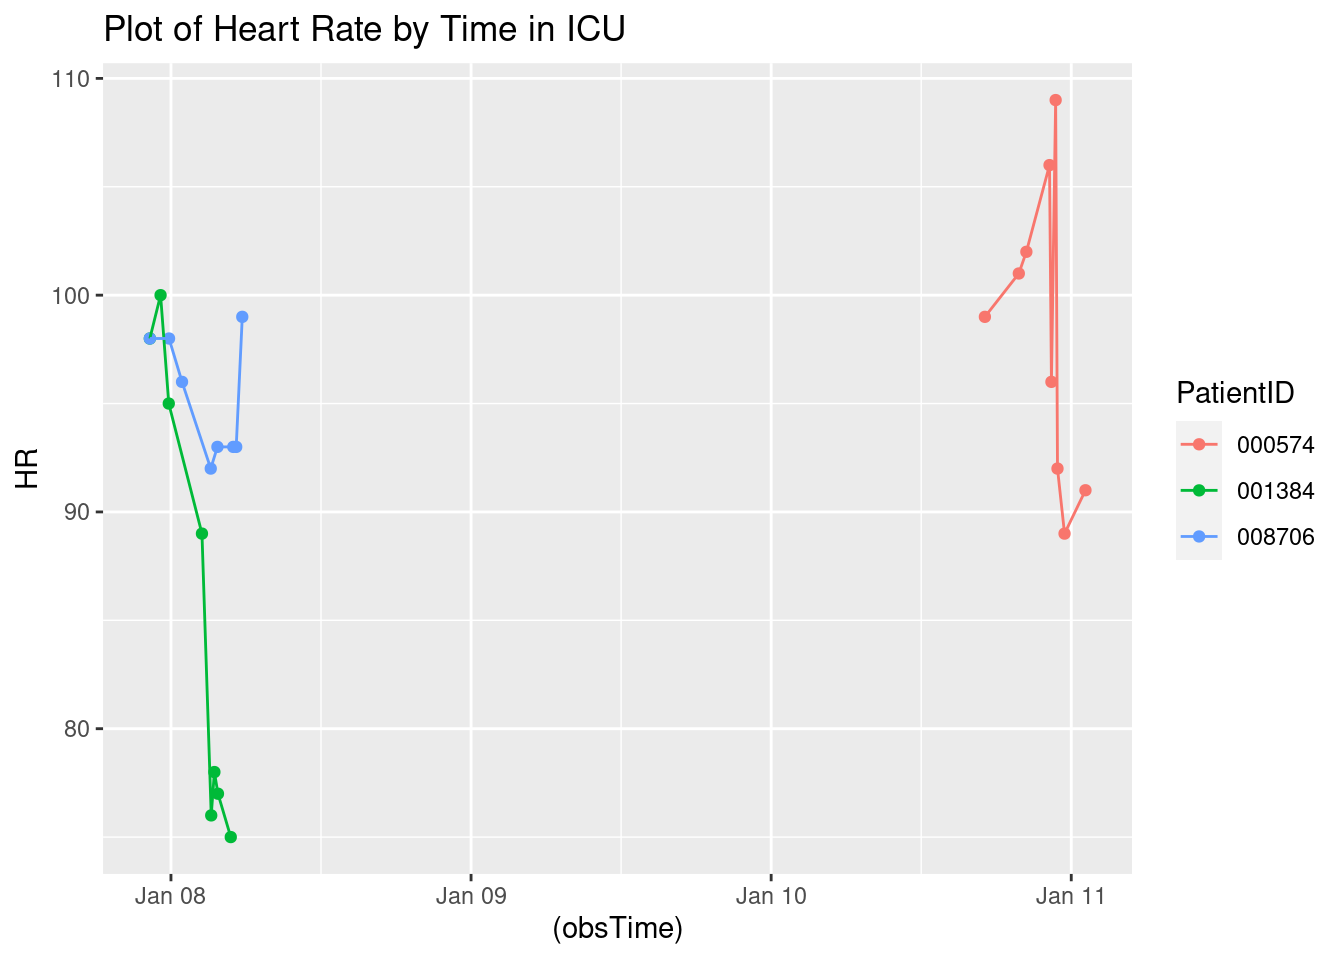 Plot of Heart Rate by Time in ICU
110
100
90
80
HR
Jan 08
Jan 09
Jan 10
Jan 11
(obsTime)
PatientID
000574
001384
008706